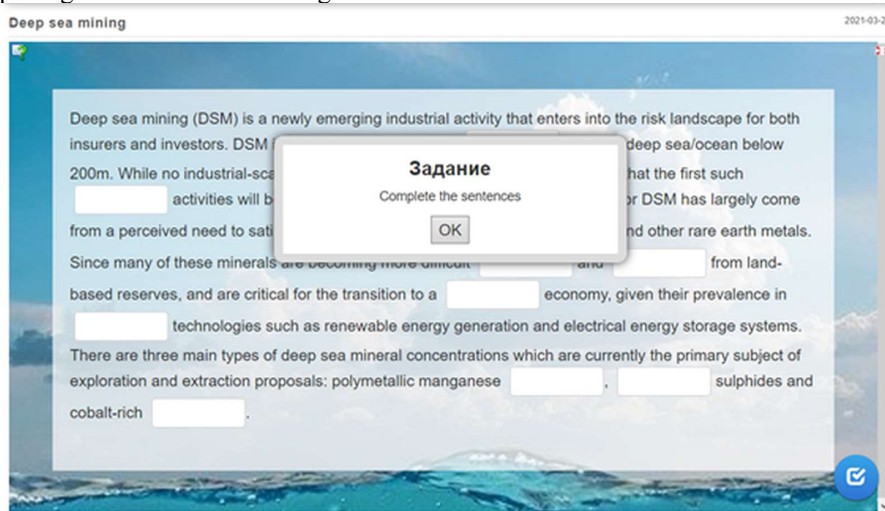 Deep sea mining
2021-03-2
Deep sea mining (DSM) is a newly emerging industrial activity that enters into the risk landscape for both
insurers and investors. DSM deep sea/ocean below
200m. While no industrial-sca hat the first such
activities will b or DSM has largely come
from a perceived need to sati nd other rare earth metals.
Since many of these minerals are becoming more difficult and from land-
based reserves, and are critical for the transition to a economy, given their prevalence in
technologies such as renewable energy generation and electrical energy storage systems.
There are three main types of deep sea mineral concentrations which are currently the primary subject of
exploration and extraction proposals: polymetallic manganese , sulphides and
cobalt-rich .
Задание
Complete the sentences
OK